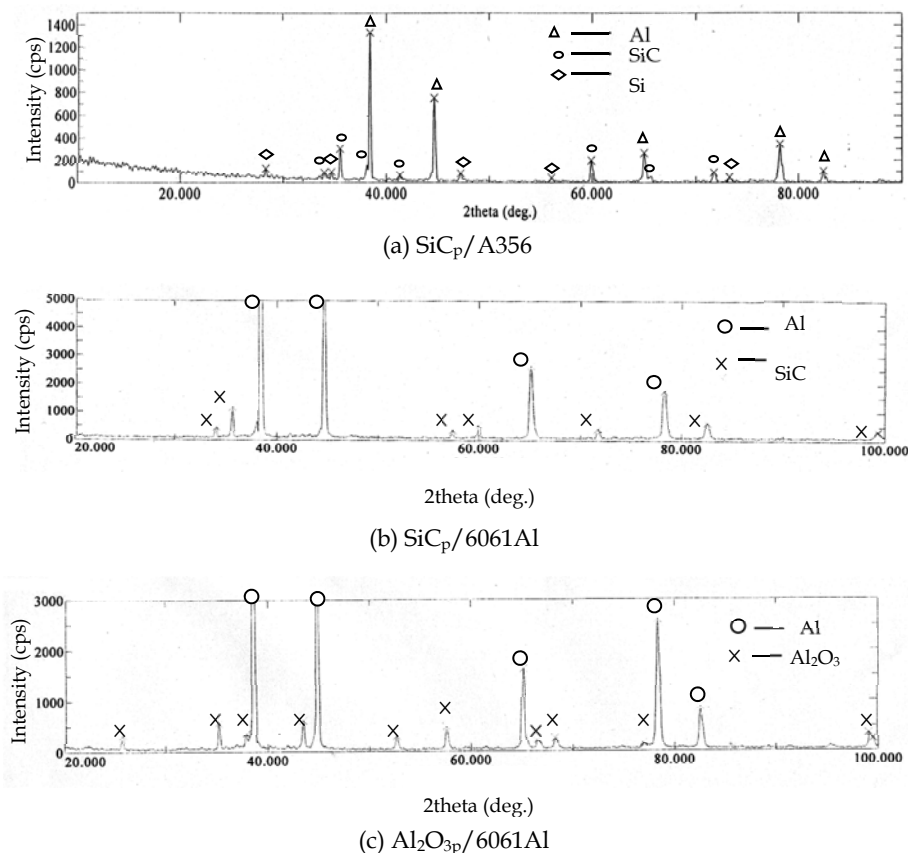 Intensity (cps)
1400
1200
1000
800
600
400
200
0
20.000 40.000 60.000 80.000
2theta (deg.)
Al
SiC
Si
(a) SiCₚ/A356
Intensity (cps)
5000
4000
3000
2000
1000
0
20.000 40.000 60.000 80.000 100.000
Al
SiC
2theta (deg.)
(b) SiCₚ/6061Al
Intensity (cps)
3000
2000
1000
0
20.000 40.000 60.000 80.000 100.000
Al
Al₂O₃
2theta (deg.)
(c) Al₂O₃ₚ/6061Al